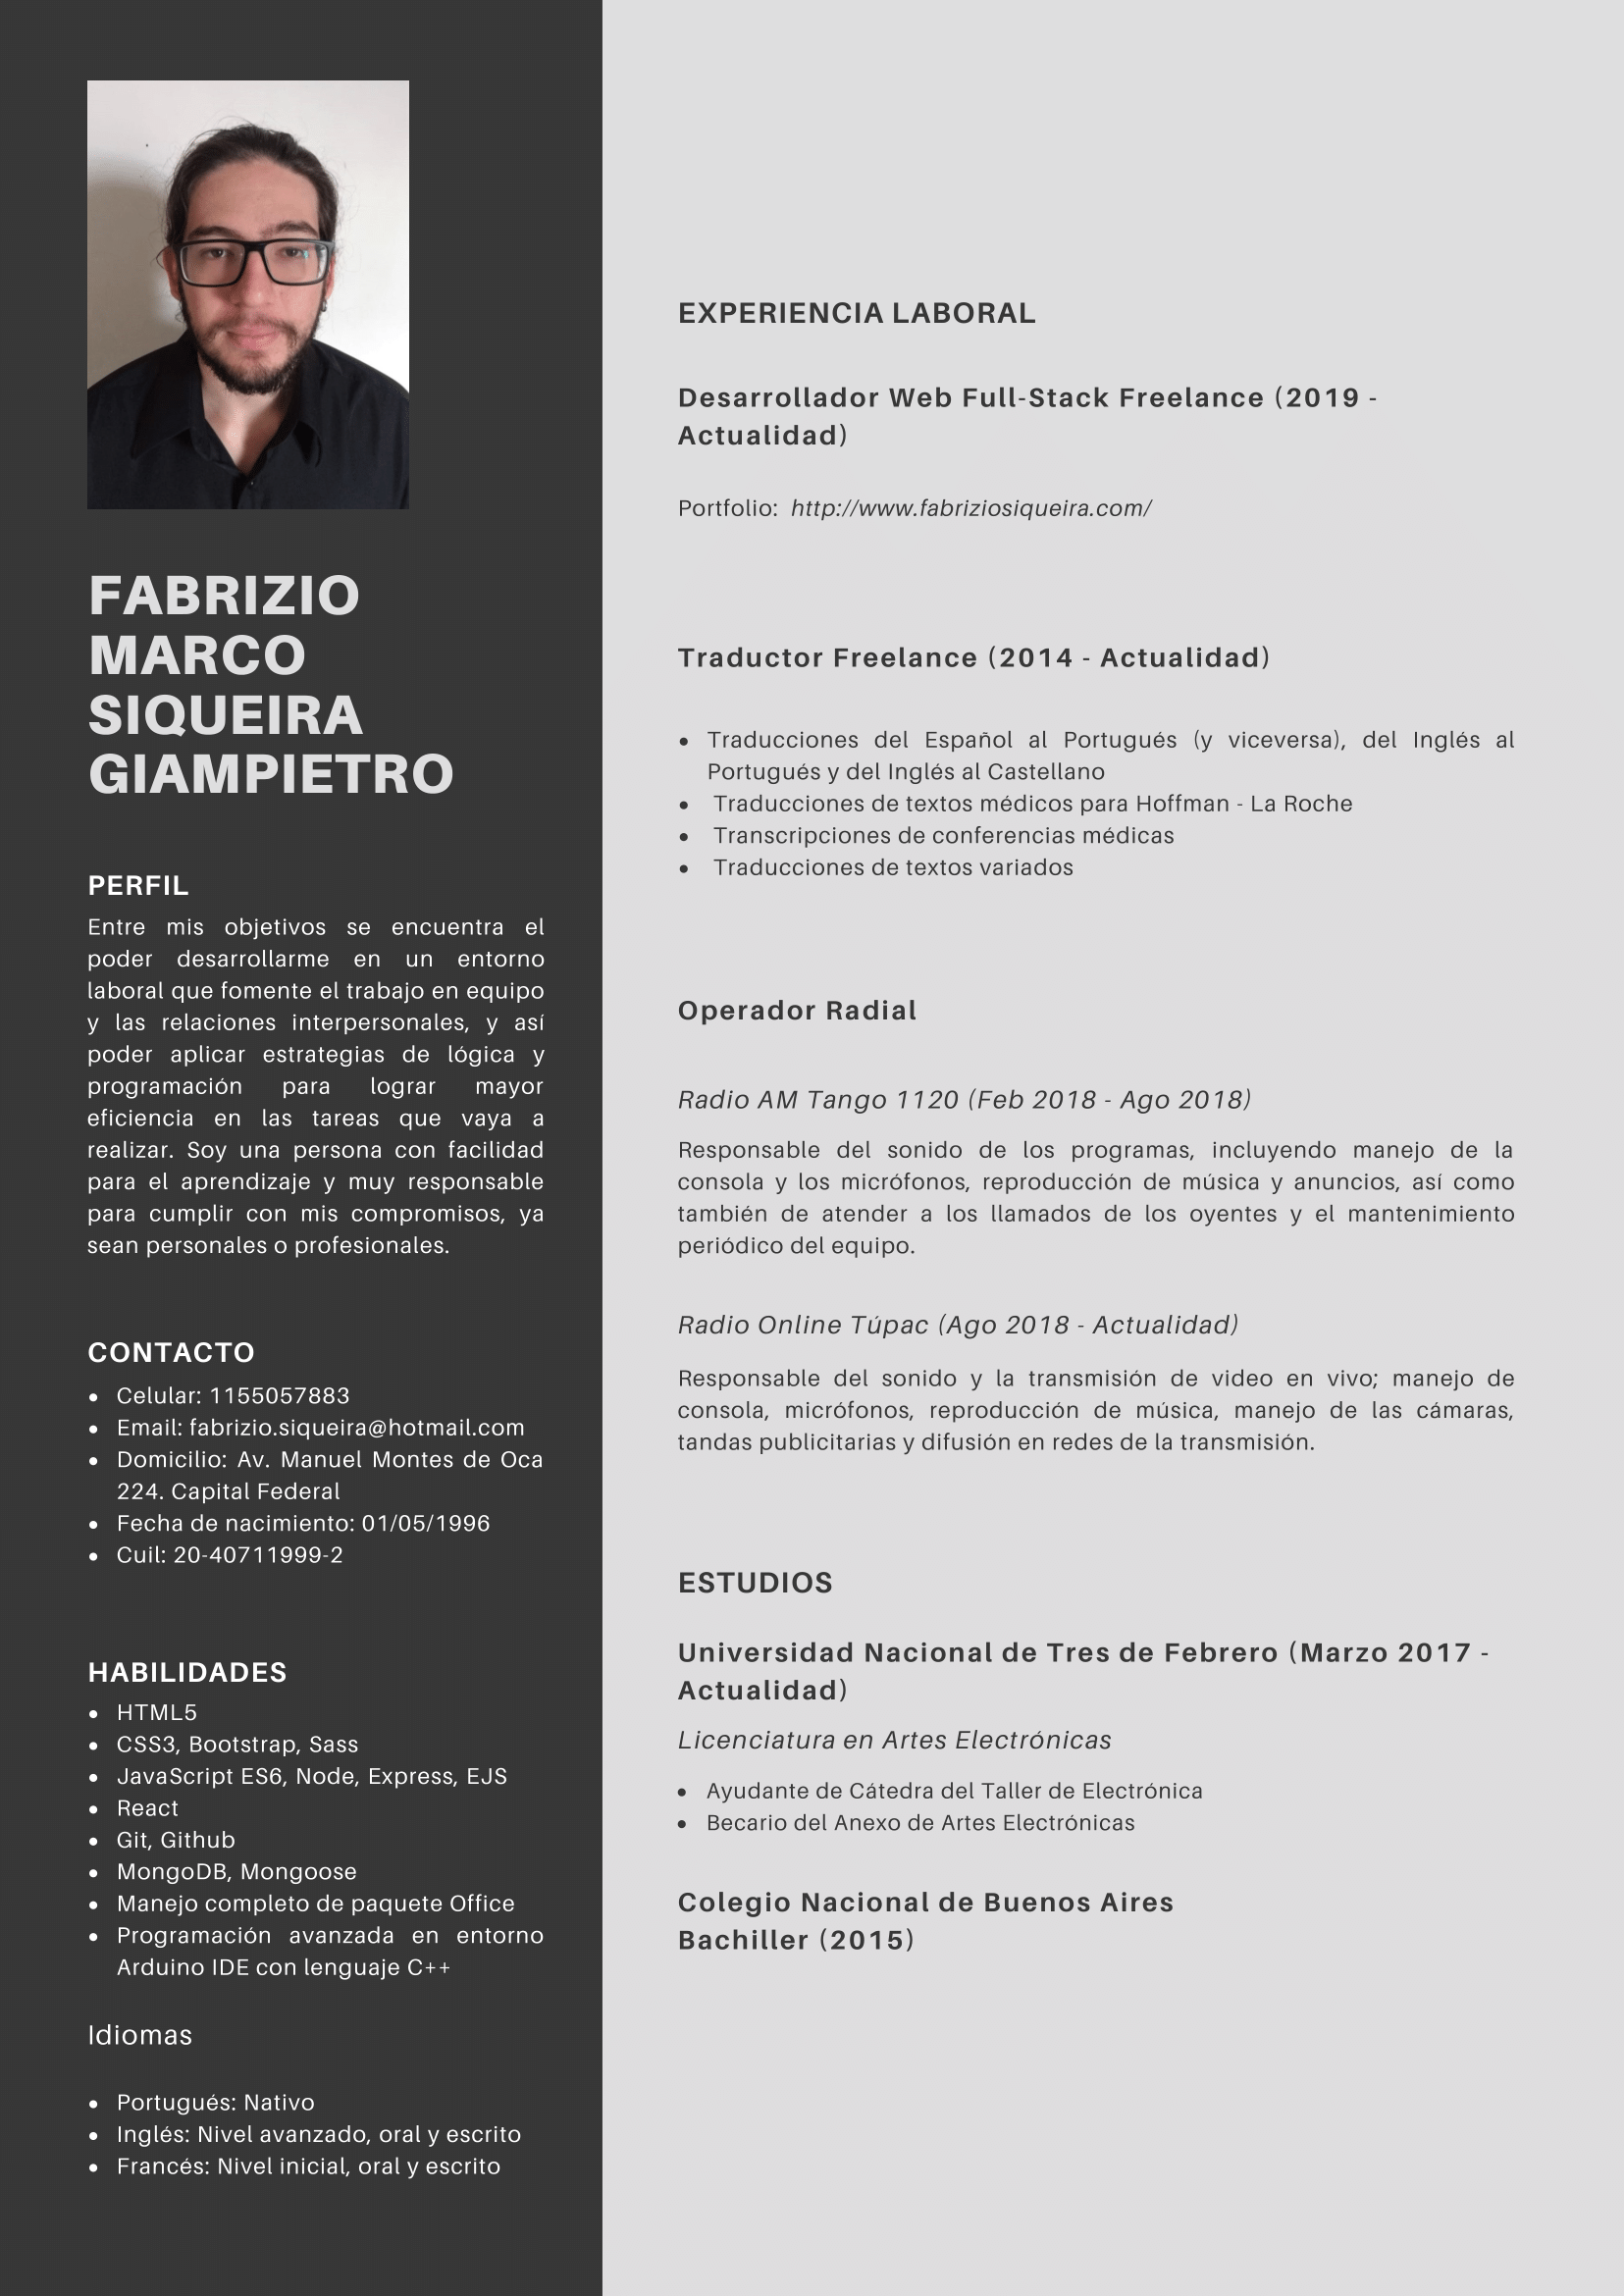 FABRIZIO
MARCO
SIQUEIRA
GIAMPIETRO
PERFIL
Entre mis objetivos se encuentra el
poder desarrollarme en un entorno
laboral que fomente el trabajo en equipo
y las relaciones interpersonales, y así
poder aplicar estrategias de lógica y
programación para lograr mayor
eficiencia en las tareas que vaya a
realizar. Soy una persona con facilidad
para el aprendizaje y muy responsable
para cumplir con mis compromisos, ya
sean personales o profesionales.
CONTACTO
• Celular: 1155057883
• Email: fabrizio.siqueira@hotmail.com
• Domicilio: Av. Manuel Montes de Oca
224. Capital Federal
• Fecha de nacimiento: 01/05/1996
• Cuil: 20-40711999-2
HABILIDADES
• HTML5
• CSS3, Bootstrap, Sass
• JavaScript ES6, Node, Express, EJS
• React
• Git, Github
• MongoDB, Mongoose
• Manejo completo de paquete Office
• Programación avanzada en entorno
Arduino IDE con lenguaje C++
Idiomas
• Portugués: Nativo
• Inglés: Nivel avanzado, oral y escrito
• Francés: Nivel inicial, oral y escrito
EXPERIENCIA LABORAL
Desarrollador Web Full-Stack Freelance (2019 -
Actualidad)
Portfolio: http://www.fabriziosiqueira.com/
Traductor Freelance (2014 - Actualidad)
• Traducciones del Español al Portugués (y viceversa), del Inglés al
Portugués y del Inglés al Castellano
• Traducciones de textos médicos para Hoffman - La Roche
• Transcripciones de conferencias médicas
• Traducciones de textos variados
Operador Radial
Radio AM Tango 1120 (Feb 2018 - Ago 2018)
Responsable del sonido de los programas, incluyendo manejo de la
consola y los micrófonos, reproducción de música y anuncios, así como
también de atender a los llamados de los oyentes y el mantenimiento
periódico del equipo.
Radio Online Túpac (Ago 2018 - Actualidad)
Responsable del sonido y la transmisión de video en vivo; manejo de
consola, micrófonos, reproducción de música, manejo de las cámaras,
tandas publicitarias y difusión en redes de la transmisión.
ESTUDIOS
Universidad Nacional de Tres de Febrero (Marzo 2017 -
Actualidad)
Licenciatura en Artes Electrónicas
• Ayudante de Cátedra del Taller de Electrónica
• Becario del Anexo de Artes Electrónicas
Colegio Nacional de Buenos Aires
Bachiller (2015)